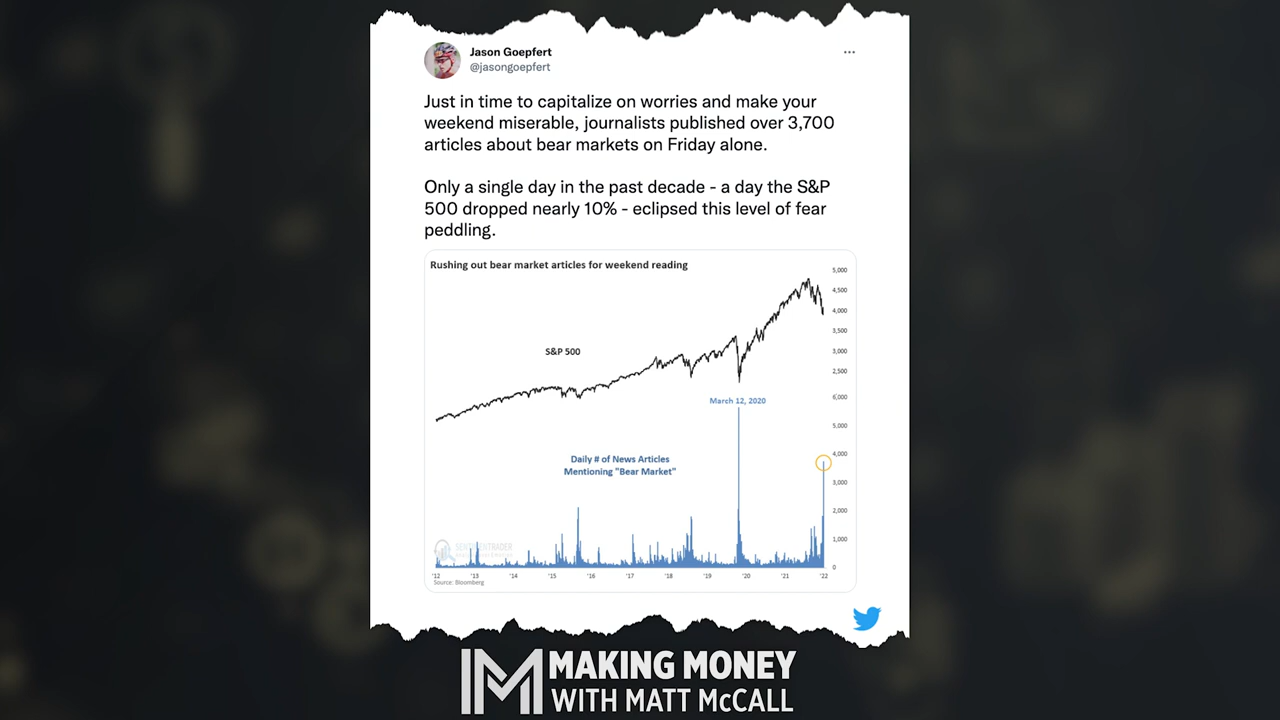 Jason Goepfert
@jasongoepfert
Just in time to capitalize on worries and make your
weekend miserable, journalists published over 3,700
articles about bear markets on Friday alone.
Only a single day in the past decade - a day the S&P
500 dropped nearly 10% - eclipsed this level of fear
peddling.
Rushing out bear market articles for weekend reading
5,000
4,500
4,000
3,500
3,000
2,500
S&P 500
March 12, 2020
6,000
5,000
4,000
3,000
2,000
1,000
0
Daily # of News Articles
Mentioning "Bear Market"
SENTIMENTRADER
'12 '13 '14 '15 '16 '17 '18 '19 '20 '21 '22
Source: Bloomberg
MAKING MONEY
WITH MATT McCALL